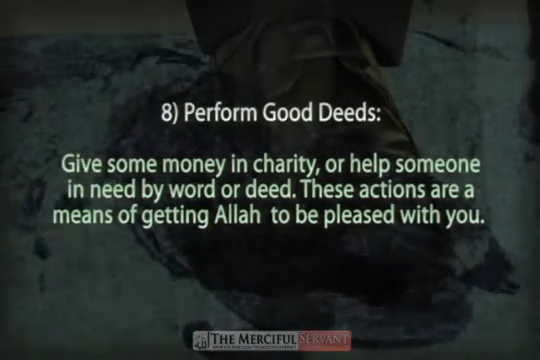 8) Perform Good Deeds:
Give some money in charity, or help someone
in need by word or deed. These actions are a
means of getting Allah to be pleased with you.
THE MERCIFUL SERVANT